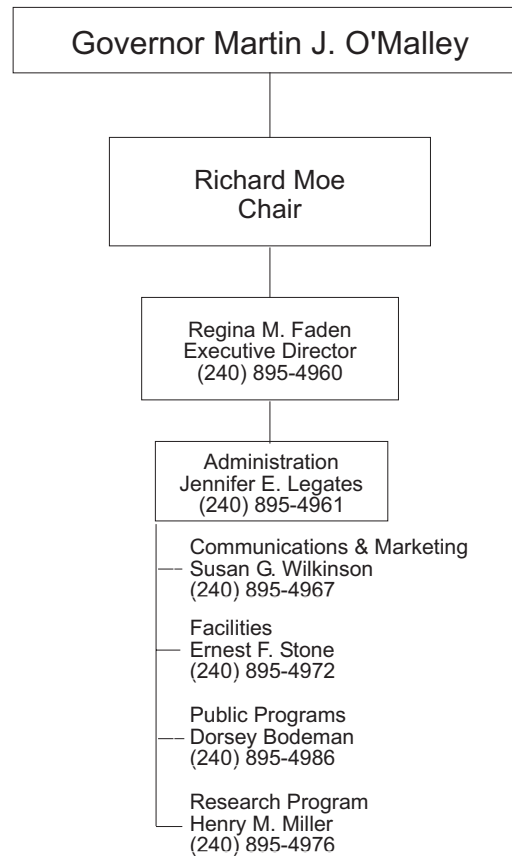 Governor Martin J. O'Malley
Richard Moe
Chair
Regina M. Faden
Executive Director
(240) 895-4960
Administration
Jennifer E. Legates
(240) 895-4961
Communications & Marketing
Susan G. Wilkinson
(240) 895-4967
Facilities
Ernest F. Stone
(240) 895-4972
Public Programs
Dorsey Bodeman
(240) 895-4986
Research Program
Henry M. Miller
(240) 895-4976